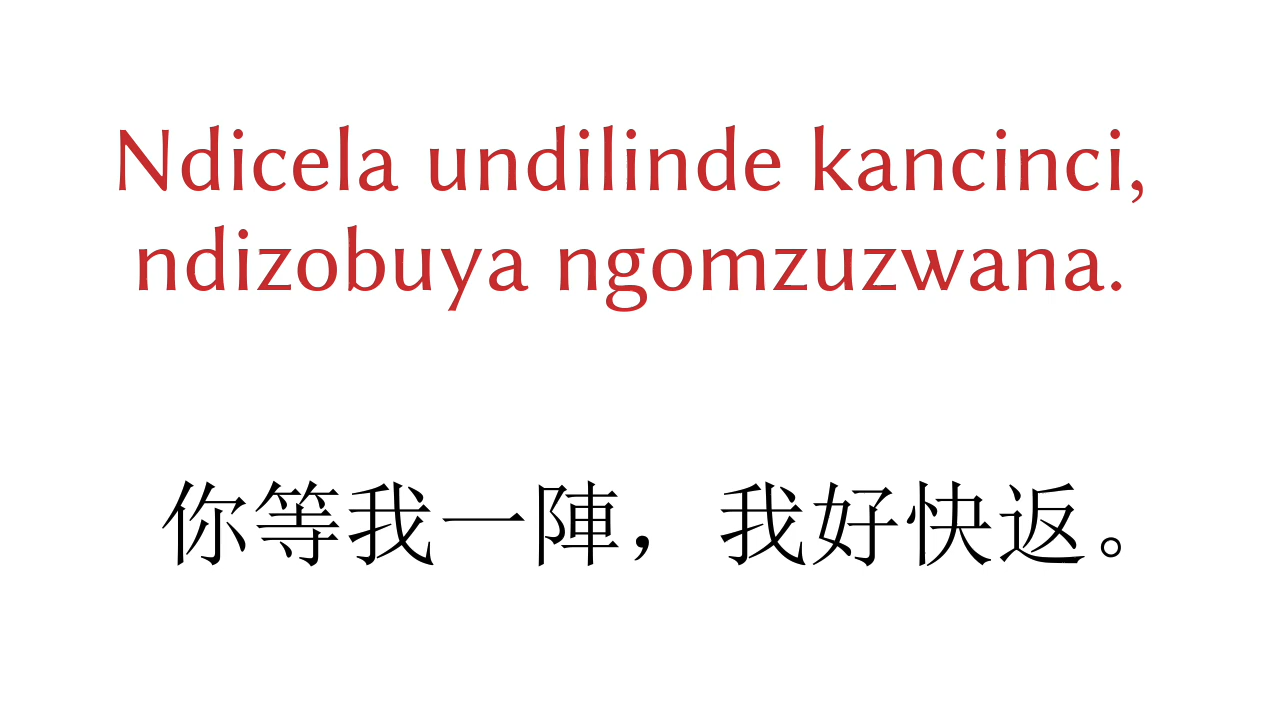 Ndicela undilinde kancinci,
ndizobuya ngomzuzwana.
你等我一陣，我好快返。